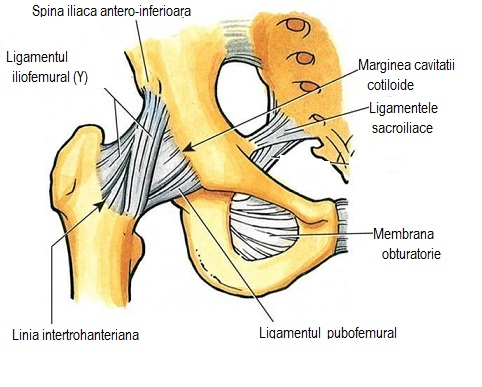 Spina iliaca antero-inferioara
Ligamentul
iliofemural (Y)
Marginea cavitatii
cotiloide
Ligamentele
sacroiliace
Membrana
obturatorie
Linia intertrohanteriana
Ligamentul pubofemural